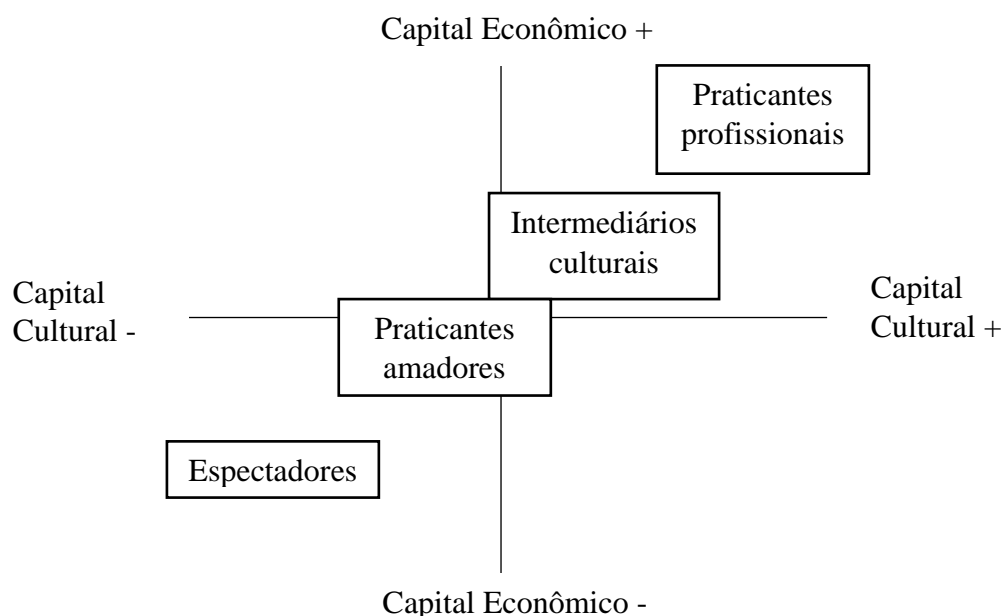 Capital Econômico +
Praticantes
profissionais
Intermediários
culturais
Capital
Cultural -
Capital
Cultural +
Praticantes
amadores
Espectadores
Capital Econômico -